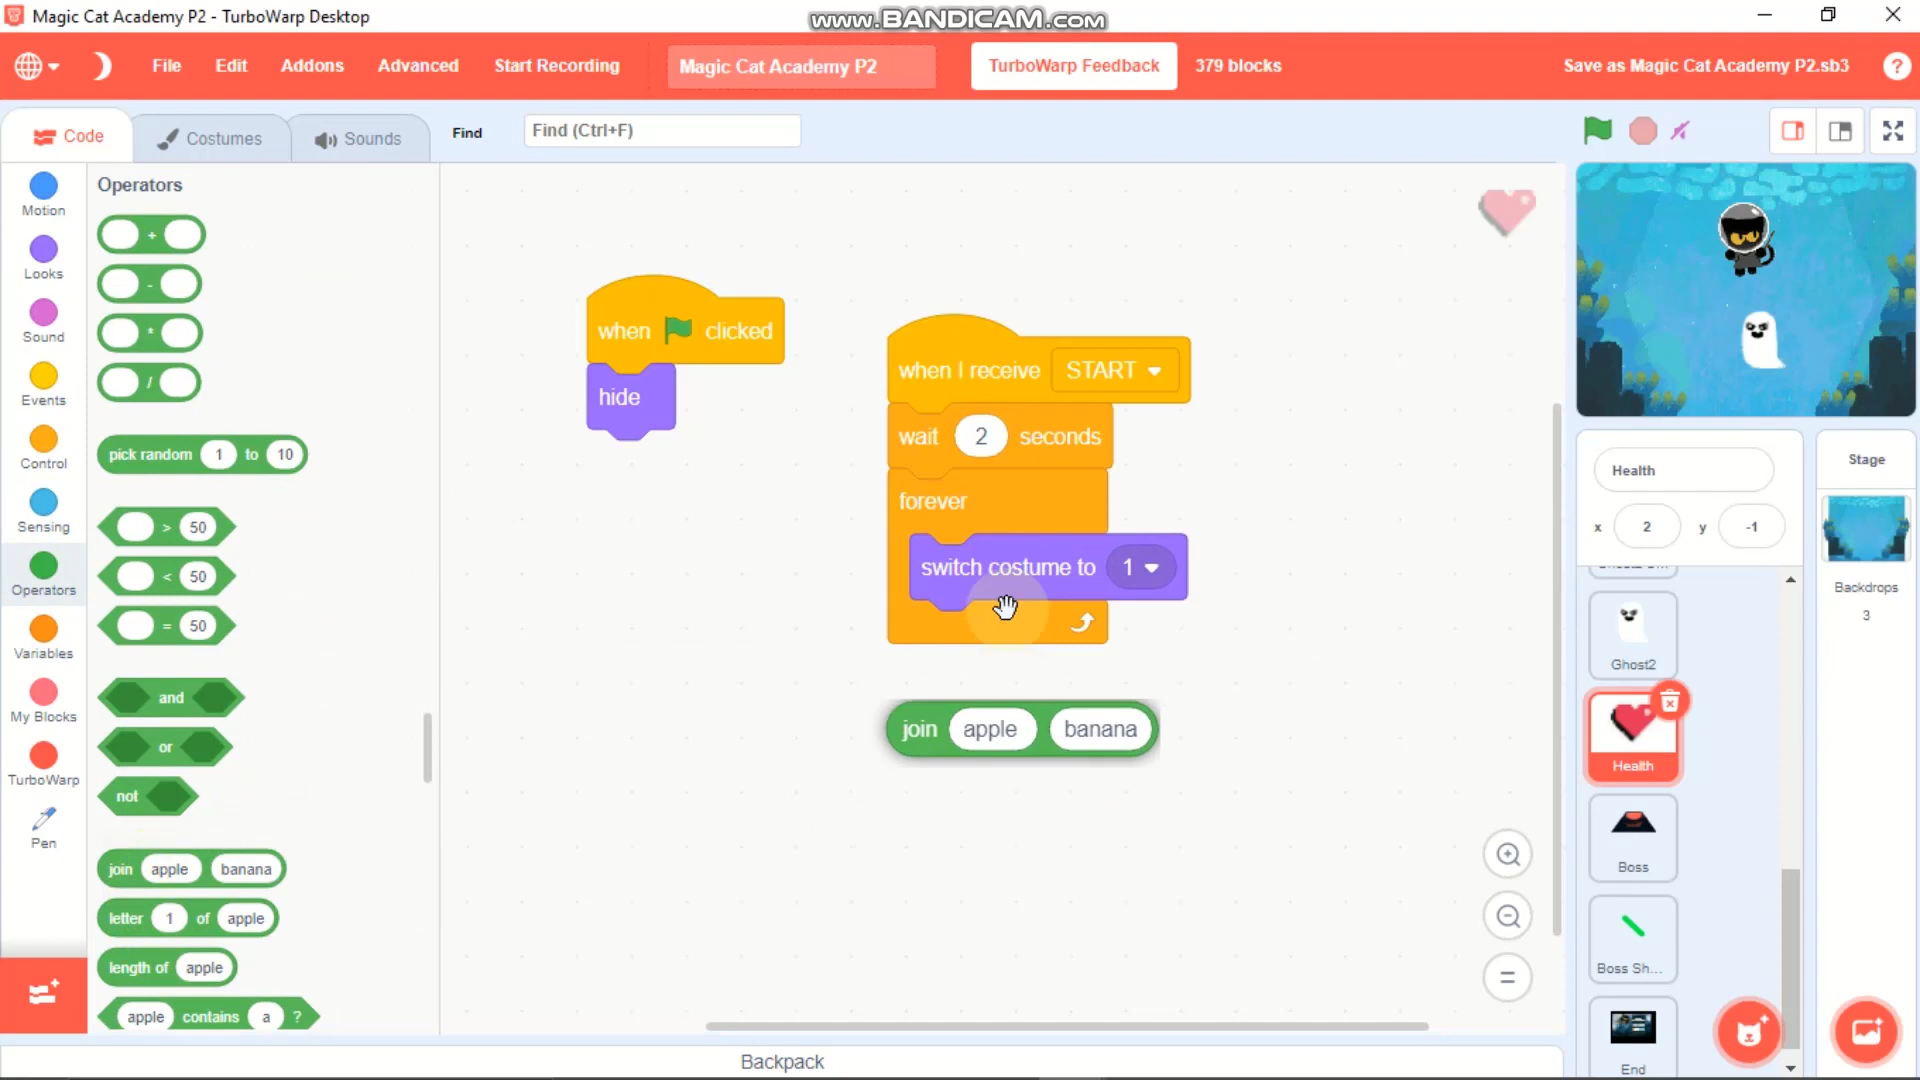 Magic Cat Academy P2 - TurboWarp Desktop
www.BANDICAM.com
File Edit Addons Advanced Start Recording Magic Cat Academy P2 TurboWarp Feedback 379 blocks Save as Magic Cat Academy P2.sb3 ?
Code Costumes Sounds Find Find (Ctrl+F)
Motion
Looks
Sound
Events
Control
Sensing
Operators
Variables
My Blocks
TurboWarp
Pen
Operators
+
-
*
/
pick random 1 to 10
> 50
< 50
= 50
and
or
not
join apple banana
letter 1 of apple
length of apple
apple contains a ?
when clicked
hide
when I receive START
wait 2 seconds
forever
switch costume to 1
join apple banana
Health
x 2 y -1
Ghost2
Health
Boss
Boss Sh...
End
Stage
Backdrops
3
Backpack